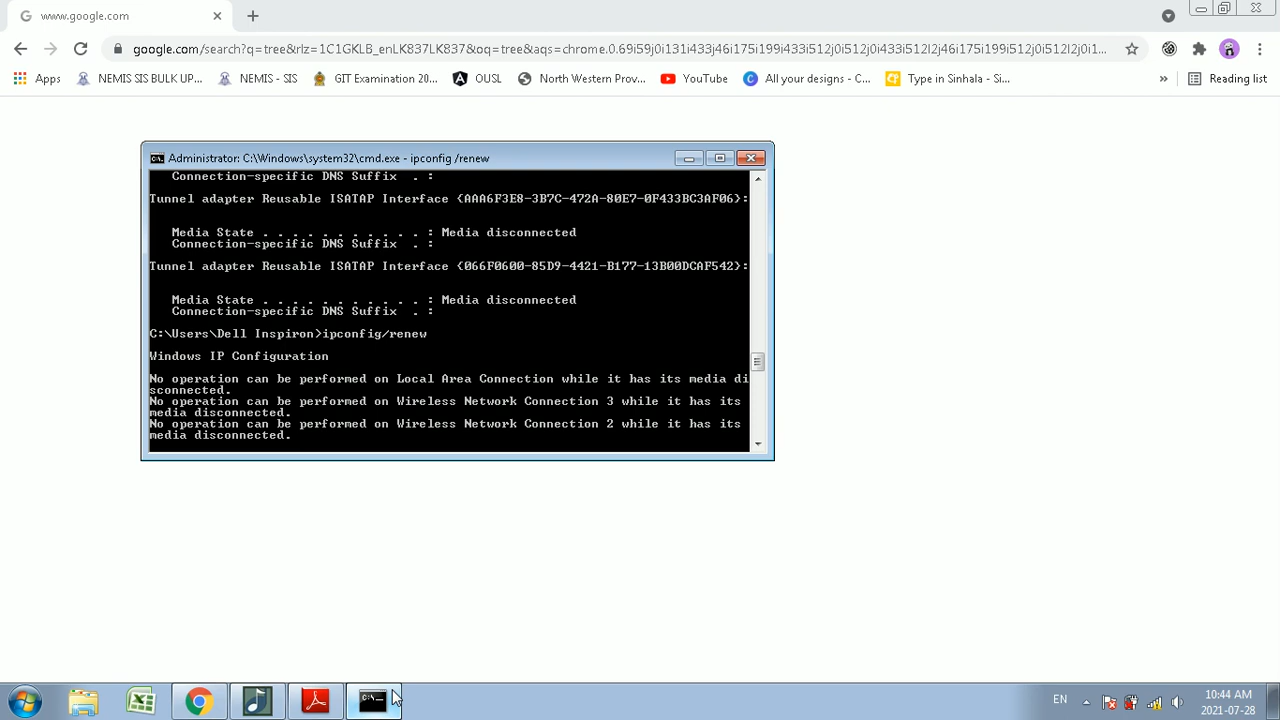 www.google.com
google.com/search?q=tree&rlz=1C1GKLB_enLK837LK837&oq=tree&aqs=chrome.0.69i59j0i131i433j46i175i199i433i512j0i512j0i433i512l2j46i175i199i512j0i512l2j0i1...
Apps NEMIS SIS BULK UP... NEMIS - SIS GIT Examination 20... OUSL North Western Prov... YouTube All your designs - C... Type in Sinhala - Si... » Reading list
Administrator: C:\Windows\system32\cmd.exe - ipconfig /renew
Connection-specific DNS Suffix . :
Tunnel adapter Reusable ISATAP Interface {AAA6F3E8-3B7C-472A-80E7-0F433BC3AF06}:
Media State . . . . . . . . . . . : Media disconnected
Connection-specific DNS Suffix . :
Tunnel adapter Reusable ISATAP Interface {066F0600-85D9-4421-B177-13B00DCAF542}:
Media State . . . . . . . . . . . : Media disconnected
Connection-specific DNS Suffix . :
C:\Users\Dell Inspiron>ipconfig/renew
Windows IP Configuration
No operation can be performed on Local Area Connection while it has its media di
sconnected.
No operation can be performed on Wireless Network Connection 3 while it has its
media disconnected.
No operation can be performed on Wireless Network Connection 2 while it has its
media disconnected.
EN
10:44 AM
2021-07-28